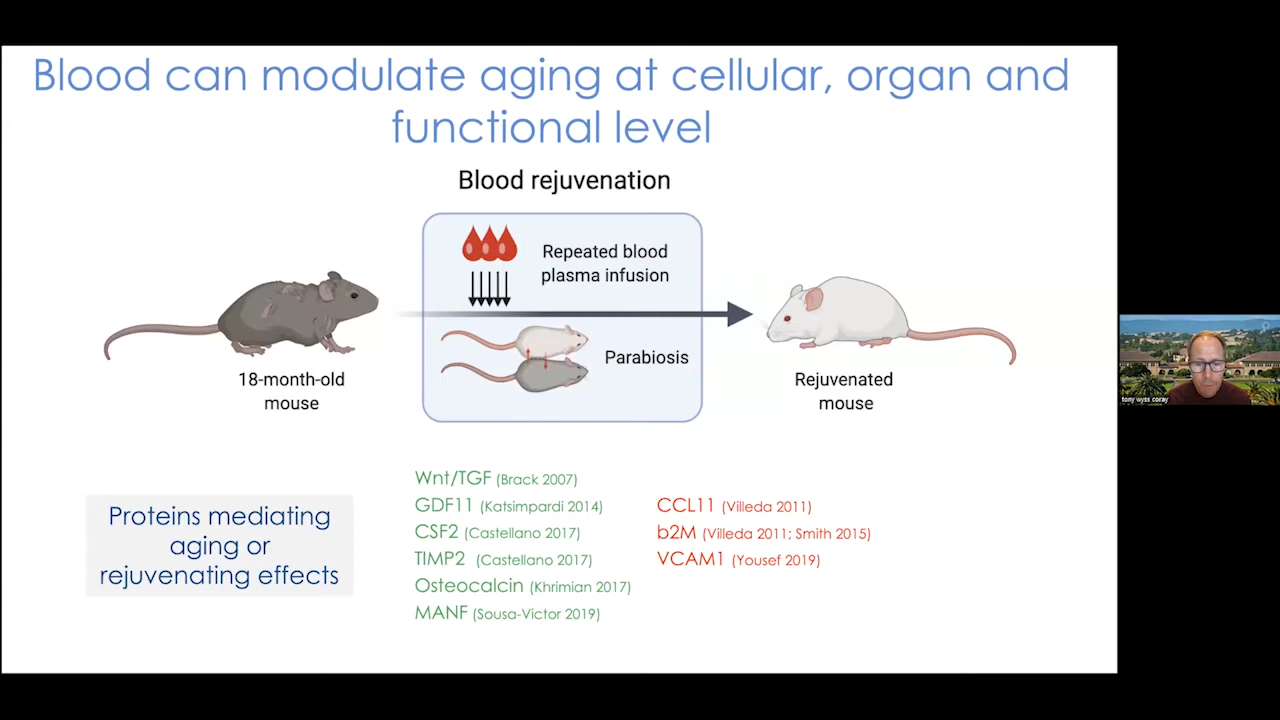 Blood can modulate aging at cellular, organ and
functional level
Blood rejuvenation
Repeated blood
plasma infusion
Parabiosis
18-month-old
mouse
Rejuvenated
mouse
Proteins mediating
aging or
rejuvenating effects
Wnt/TGF (Brack 2007)
GDF11 (Katsimpardi 2014)
CSF2 (Castellano 2017)
TIMP2 (Castellano 2017)
Osteocalcin (Khrimian 2017)
MANF (Sousa-Victor 2019)
CCL11 (Villeda 2011)
b2M (Villeda 2011; Smith 2015)
VCAM1 (Yousef 2019)
tony wyss coray